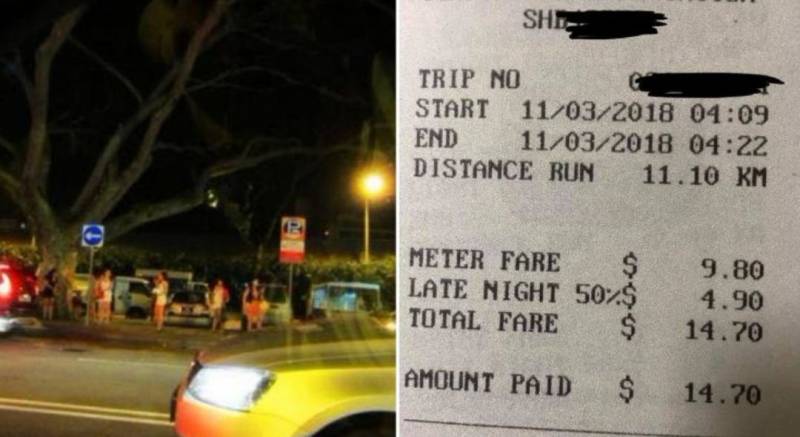 SH
TRIP NO
START 11/03/2018 04:09
END 11/03/2018 04:22
DISTANCE RUN 11.10 KM
METER FARE $ 9.80
LATE NIGHT 50%$ 4.90
TOTAL FARE $ 14.70
AMOUNT PAID $ 14.70